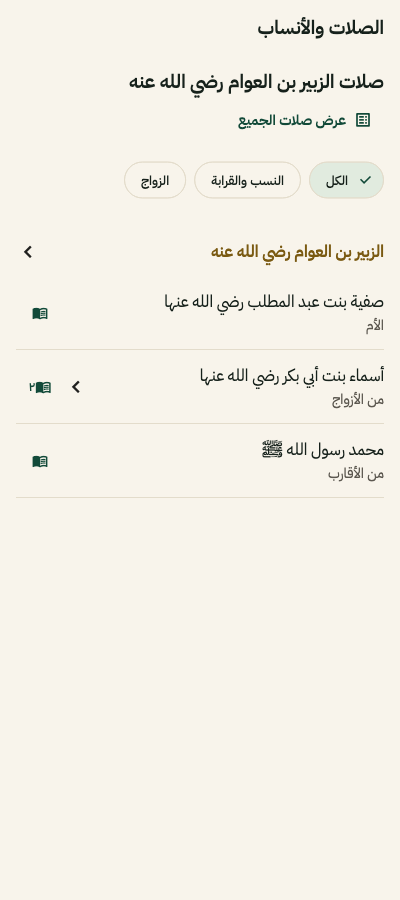 الصلات والأنساب
صلات الزبير بن العوام رضي الله عنه
عرض صلات الجميع
الكل
النسب والقرابة
الزواج
الزبير بن العوام رضي الله عنه
صفية بنت عبد المطلب رضي الله عنها
الأم
أسماء بنت أبي بكر رضي الله عنها
٢
من الأزواج
محمد رسول الله ﷺ
من الأقارب